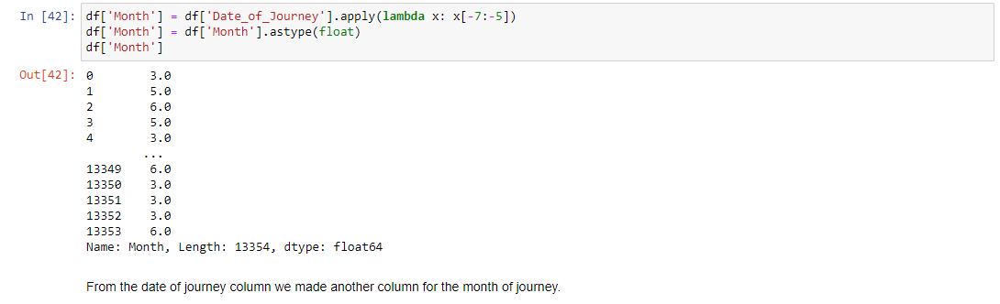 In [42]: df['Month'] = df['Date_of_Journey'].apply(lambda x: x[-7:-5])
df['Month'] = df['Month'].astype(float)
df['Month']
Out[42]: 0 3.0
1 5.0
2 6.0
3 5.0
4 3.0
...
13349 6.0
13350 3.0
13351 3.0
13352 3.0
13353 6.0
Name: Month, Length: 13354, dtype: float64
From the date of journey column we made another column for the month of journey.